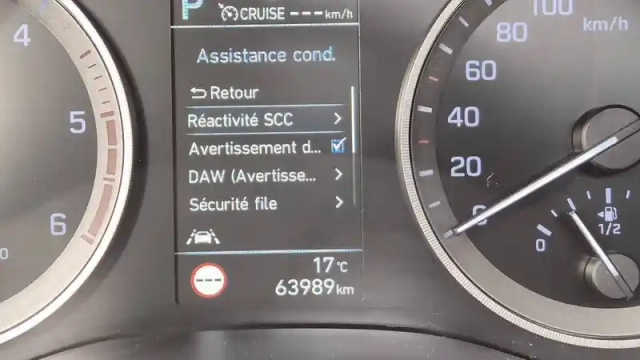 P CRUISE --- km/h
Assistance cond.
Retour
Réactivité SCC
Avertissement d...
DAW (Avertisse...
Sécurité file
17°C
---
63989km
4
5
6
100
80
60
40
20
0
km/h
0
1/2